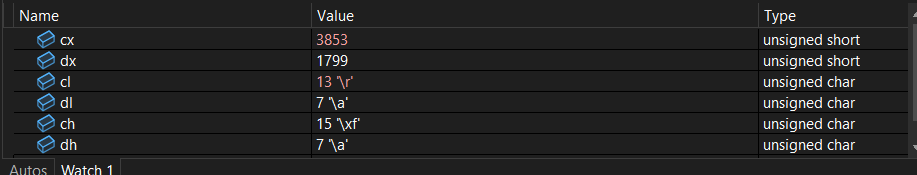 Name Value Type
cx 3853 unsigned short
dx 1799 unsigned short
cl 13 '\r' unsigned char
dl 7 '\a' unsigned char
ch 15 '\xf' unsigned char
dh 7 '\a' unsigned char
Autos Watch 1